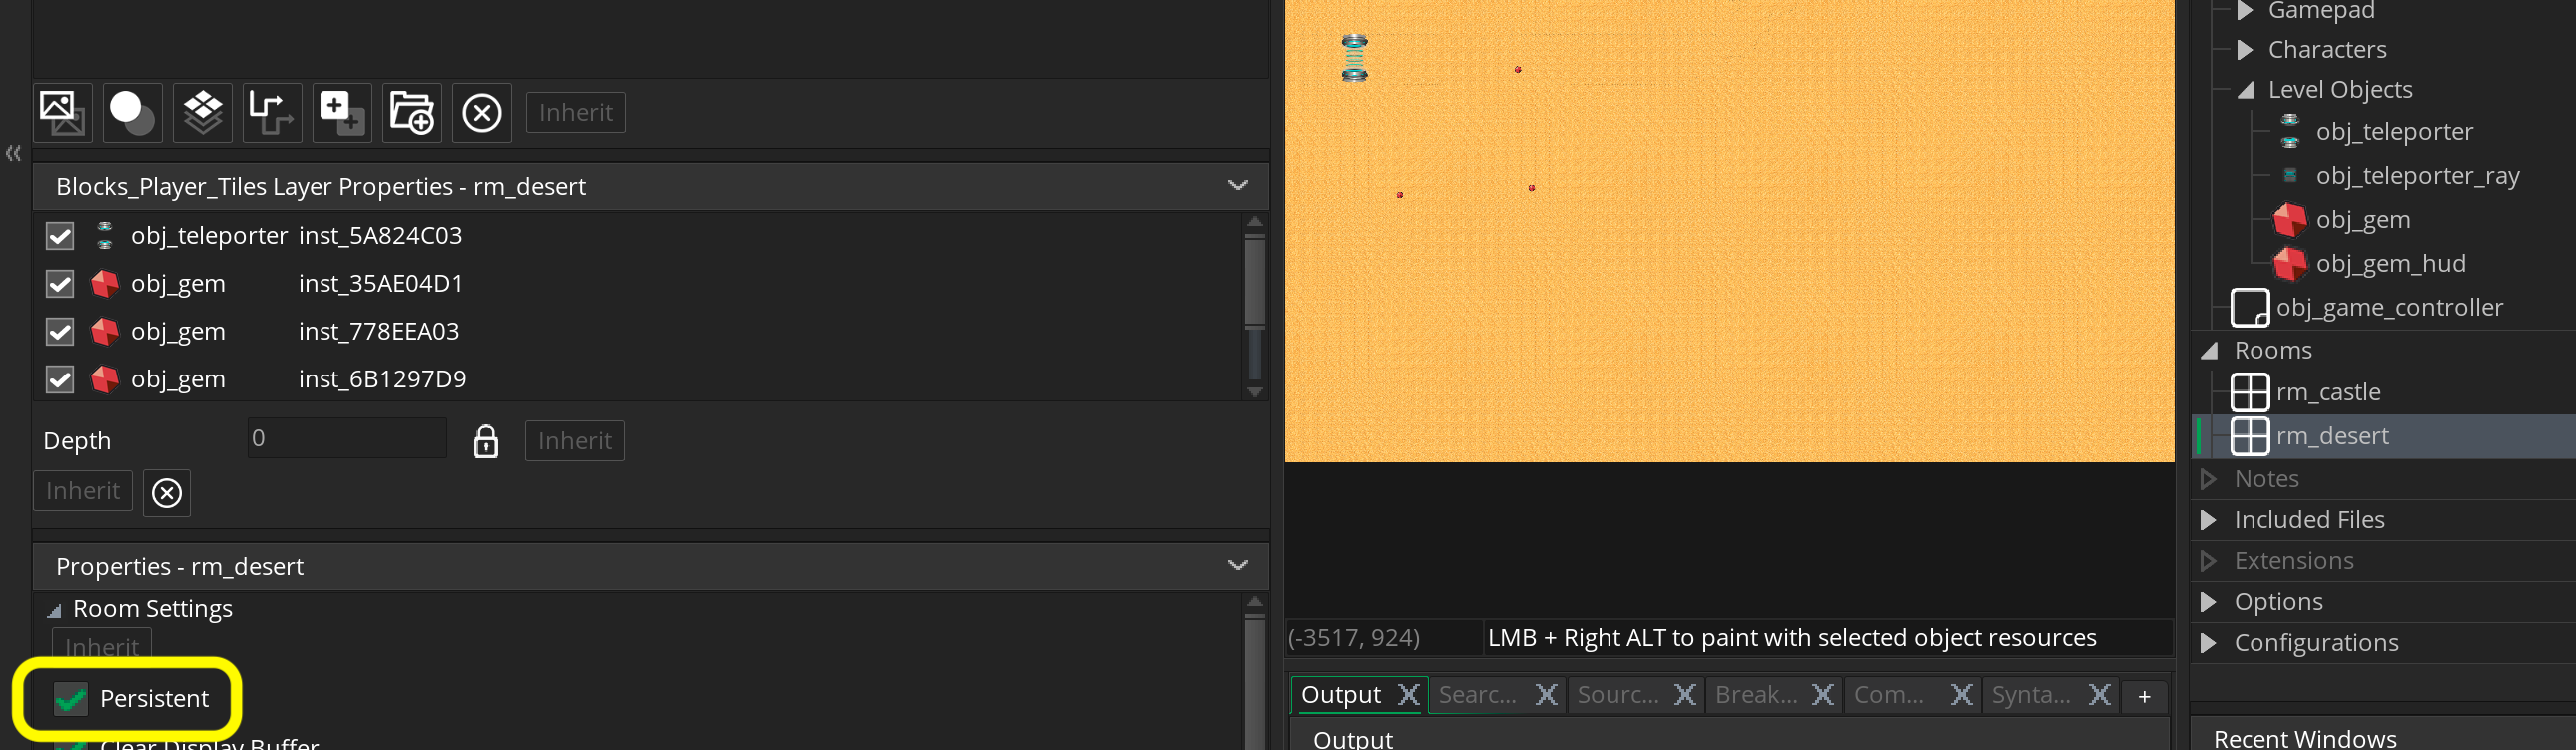 Inherit
Blocks_Player_Tiles Layer Properties - rm_desert
obj_teleporter inst_5A824C03
obj_gem inst_35AE04D1
obj_gem inst_778EEA03
obj_gem inst_6B1297D9
Depth 0 Inherit
Inherit
Properties - rm_desert
Room Settings
Inherit
Persistent
Clear Display Buffer
(-3517, 924) LMB + Right ALT to paint with selected object resources
Output Searc... Sourc... Break... Com... Synta... +
Output
Gamepad
Characters
Level Objects
obj_teleporter
obj_teleporter_ray
obj_gem
obj_gem_hud
obj_game_controller
Rooms
rm_castle
rm_desert
Notes
Included Files
Extensions
Options
Configurations
Recent Windows